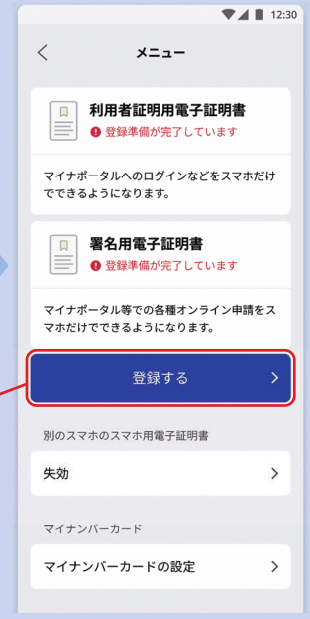 12:30
メニュー
利用者証明用電子証明書
登録準備が完了しています
マイナポータルへのログインなどをスマホだけ
でできるようになります。
署名用電子証明書
登録準備が完了しています
マイナポータル等での各種オンライン申請をス
マホだけでできるようになります。
登録する
別のスマホのスマホ用電子証明書
失効
マイナンバーカード
マイナンバーカードの設定